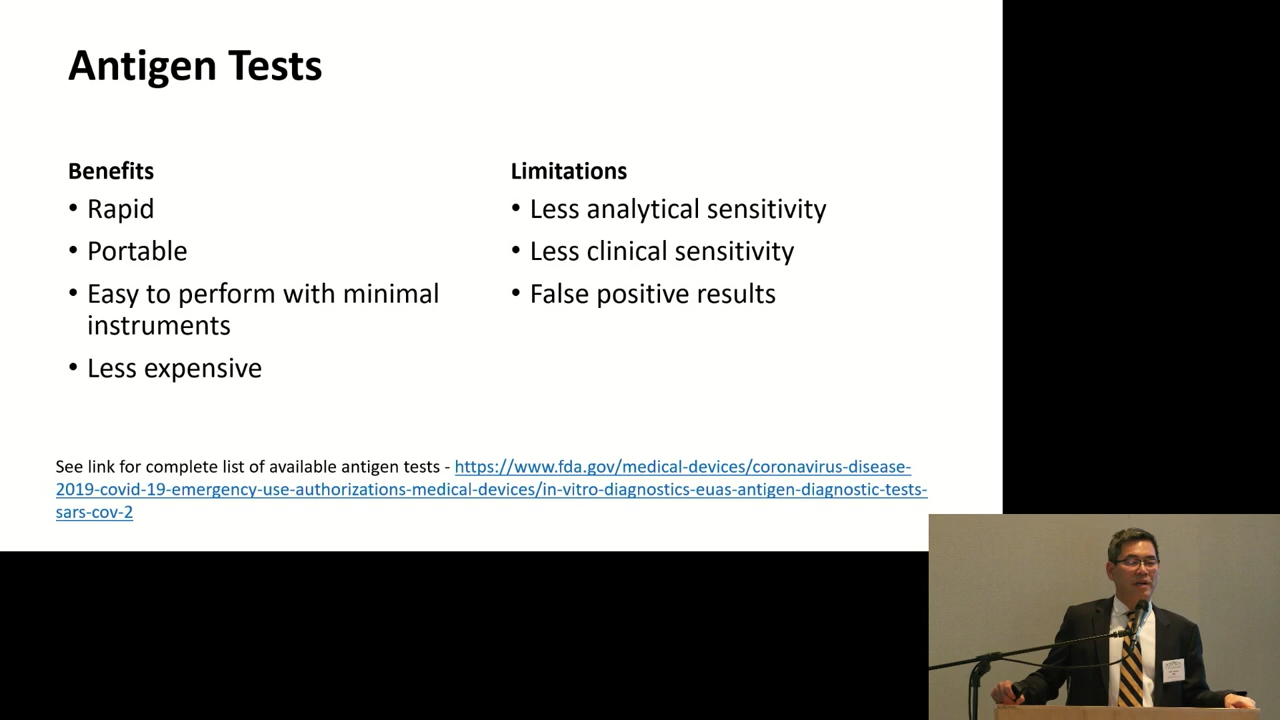 Antigen Tests
Benefits
• Rapid
• Portable
• Easy to perform with minimal
instruments
• Less expensive
Limitations
• Less analytical sensitivity
• Less clinical sensitivity
• False positive results
See link for complete list of available antigen tests - https://www.fda.gov/medical-devices/coronavirus-disease-
2019-covid-19-emergency-use-authorizations-medical-devices/in-vitro-diagnostics-euas-antigen-diagnostic-tests-
sars-cov-2